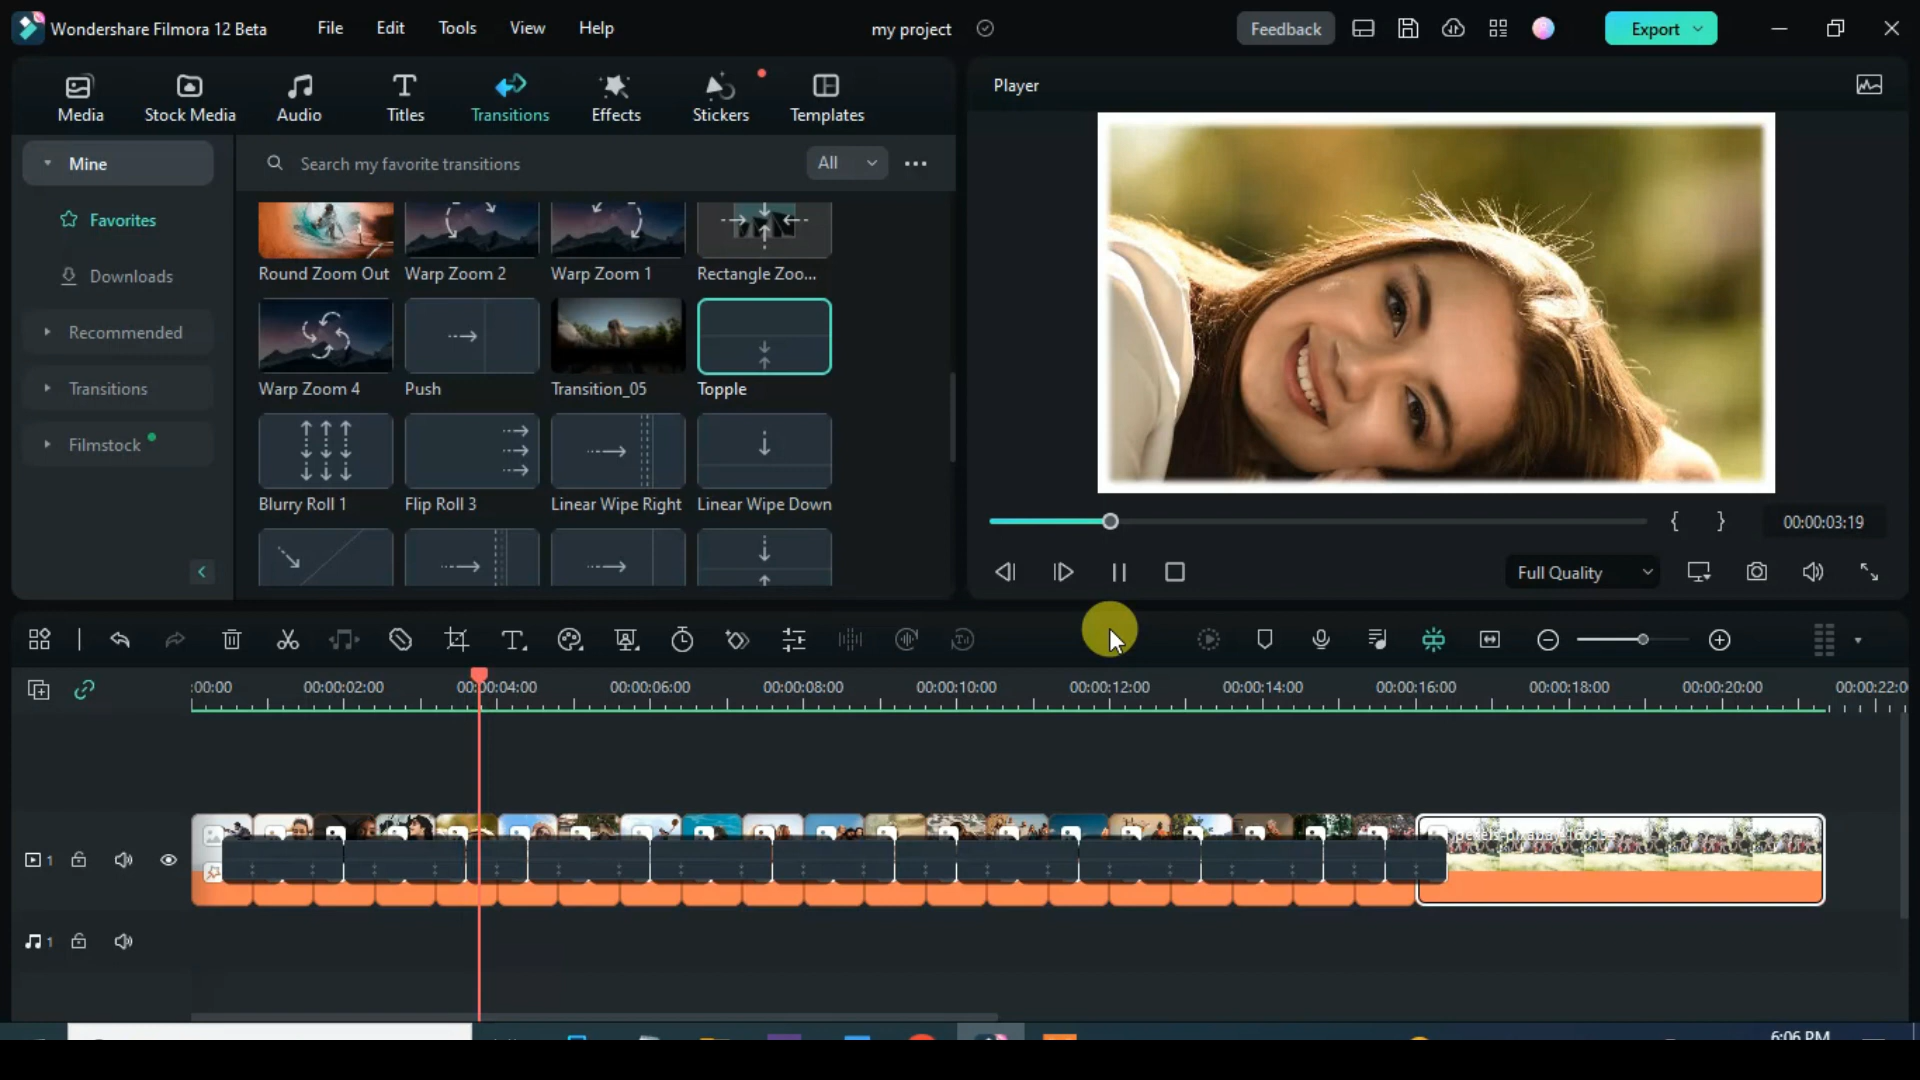 Wondershare Filmora 12 Beta
File
Edit
Tools
View
Help
my project
Feedback
Export
Media
Stock Media
Audio
Titles
Transitions
Effects
Stickers
Templates
Player
Mine
Search my favorite transitions
All
Favorites
Downloads
Recommended
Transitions
Filmstock
Round Zoom Out
Warp Zoom 2
Warp Zoom 1
Rectangle Zoo...
Warp Zoom 4
Push
Transition_05
Topple
Blurry Roll 1
Flip Roll 3
Linear Wipe Right
Linear Wipe Down
{ }
00:00:03:19
Full Quality
:00:00
00:00:02:00
00:00:04:00
00:00:06:00
00:00:08:00
00:00:10:00
00:00:12:00
00:00:14:00
00:00:16:00
00:00:18:00
00:00:20:00
00:00:22:0
1
1
6:06 PM